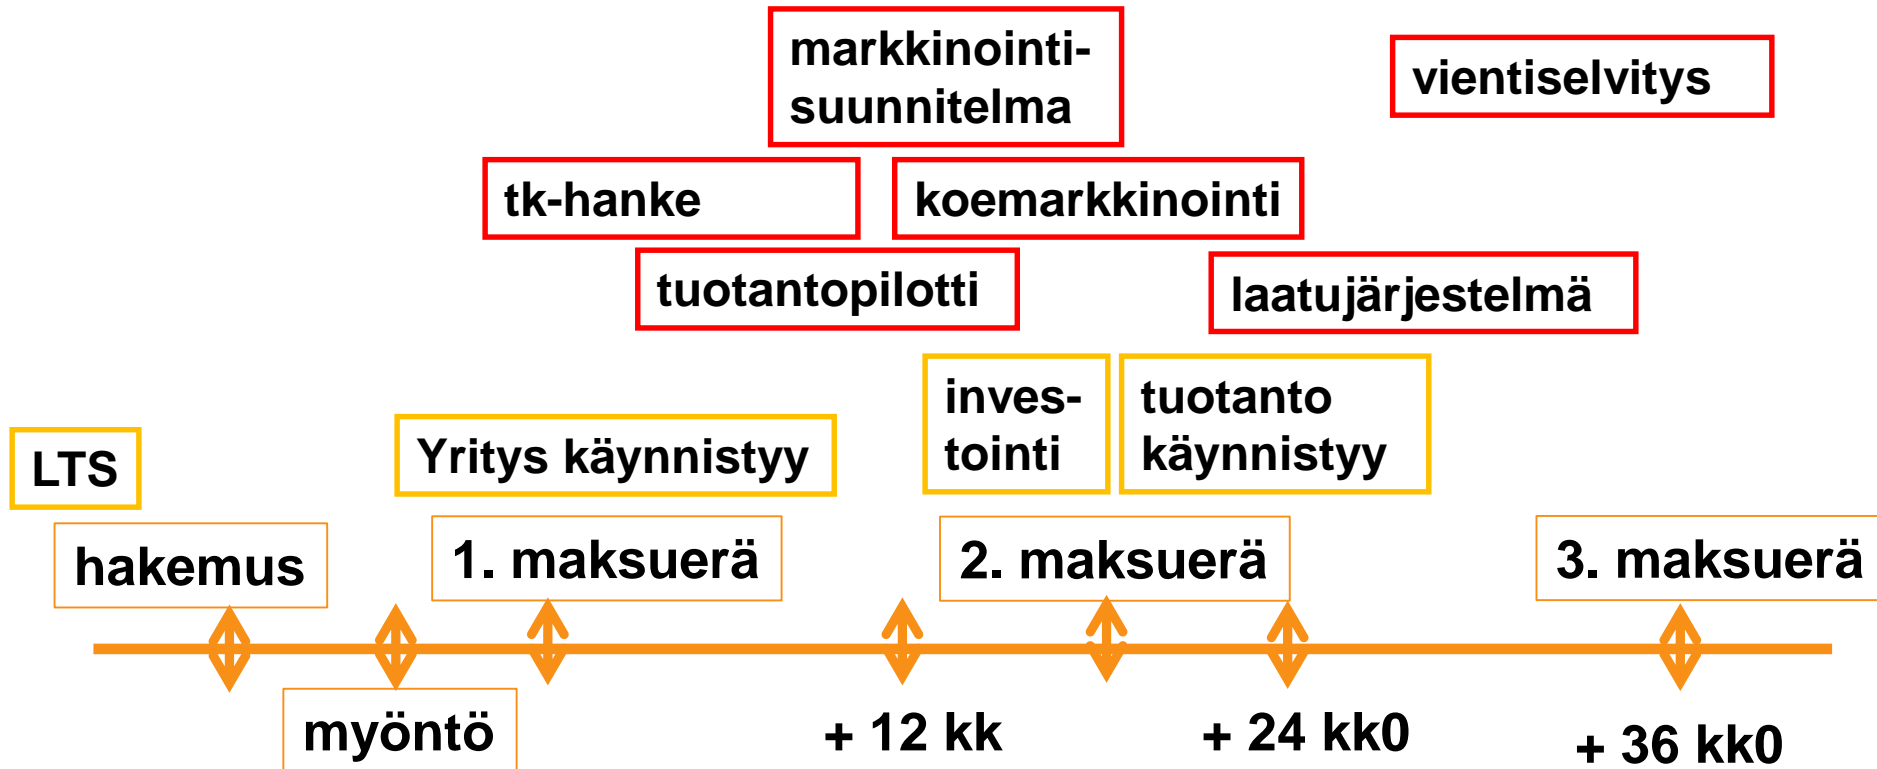 markkinointi-
suunnitelma
vientiselvitys
tk-hanke
koemarkkinointi
tuotantopilotti
laatujärjestelmä
inves-
tointi
tuotanto
käynnistyy
Yritys käynnistyy
LTS
hakemus
1. maksuerä
2. maksuerä
3. maksuerä
myöntö
+ 12 kk
+ 24 kk0
+ 36 kk0